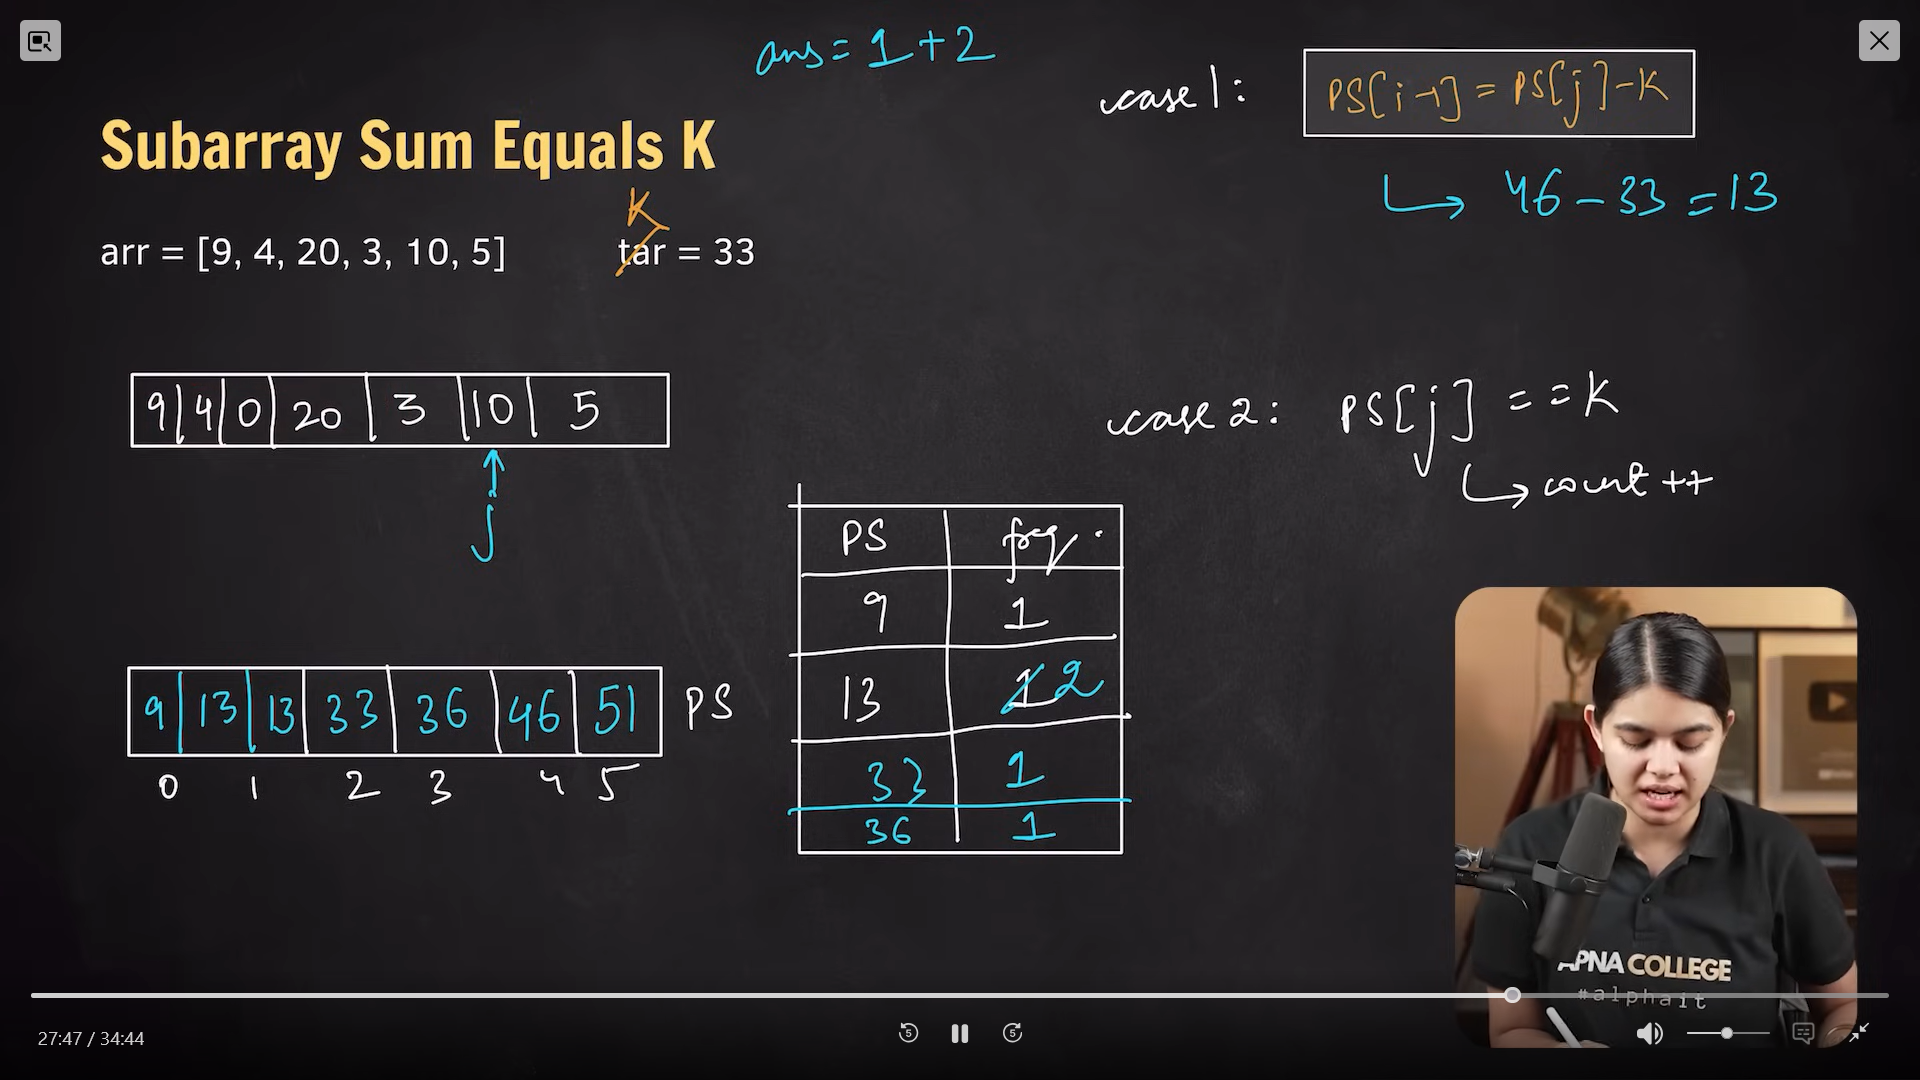 ans = 1 + 2
case 1: PS[i-1] = PS[j] - K
↳ 46 - 33 = 13
Subarray Sum Equals K
K
arr = [9, 4, 20, 3, 10, 5] tar = 33
9 | 4 | 0 | 20 | 3 | 10 | 5
j
case 2: PS[j] == K
↳ count ++
PS freq.
9 1
13 1 2
33 1
36 1
9 | 13 | 13 | 33 | 36 | 46 | 51 PS
0 1 2 3 4 5
APNA COLLEGE
#alphait
27:47 / 34:44
5 5